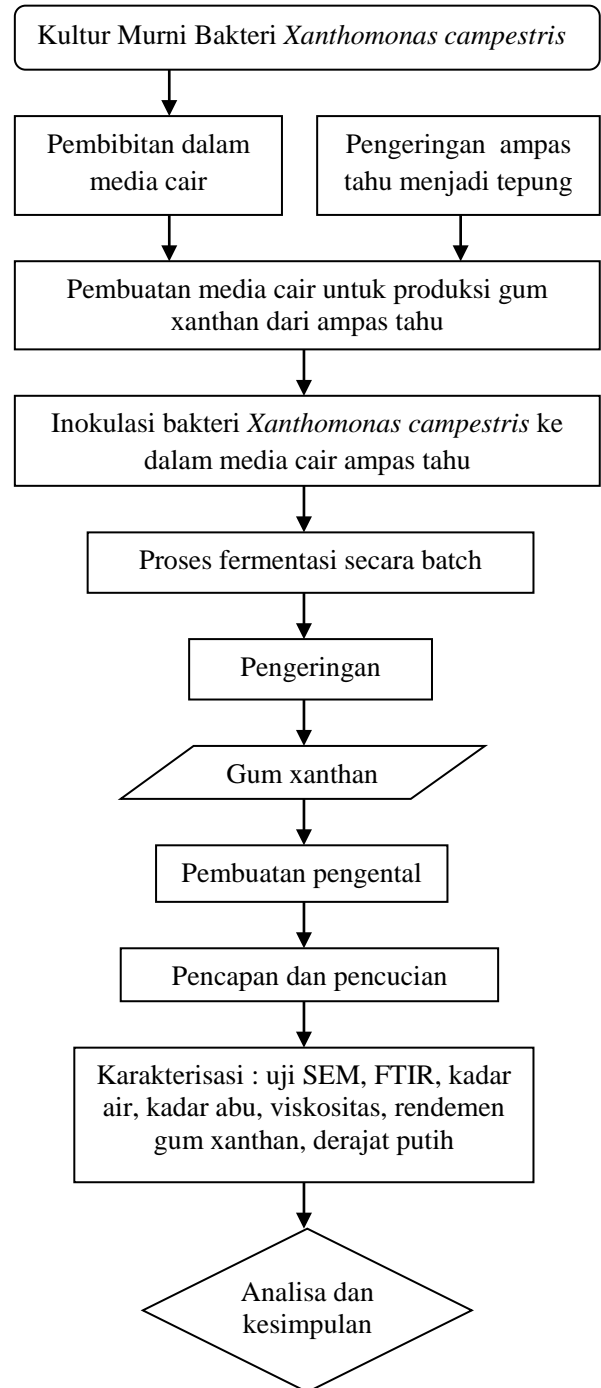 Kultur Murni Bakteri Xanthomonas campestris
Pembibitan dalam
media cair
Pengeringan ampas
tahu menjadi tepung
Pembuatan media cair untuk produksi gum
xanthan dari ampas tahu
Inokulasi bakteri Xanthomonas campestris ke
dalam media cair ampas tahu
Proses fermentasi secara batch
Pengeringan
Gum xanthan
Pembuatan pengental
Pencapan dan pencucian
Karakterisasi : uji SEM, FTIR, kadar
air, kadar abu, viskositas, rendemen
gum xanthan, derajat putih
Analisa dan
kesimpulan